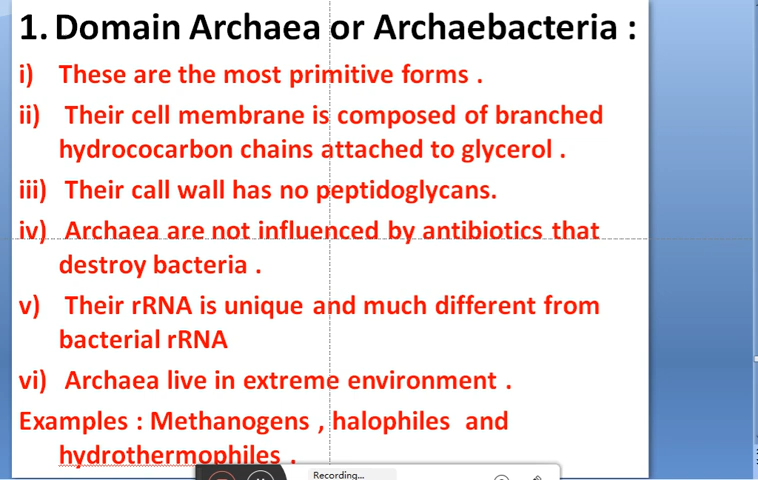 1. Domain Archaea or Archaebacteria :
i) These are the most primitive forms .
ii) Their cell membrane is composed of branched
hydrococarbon chains attached to glycerol .
iii) Their call wall has no peptidoglycans.
iv) Archaea are not influenced by antibiotics that
destroy bacteria .
v) Their rRNA is unique and much different from
bacterial rRNA
vi) Archaea live in extreme environment .
Examples : Methanogens , halophiles and
hydrothermophiles .
Recording...